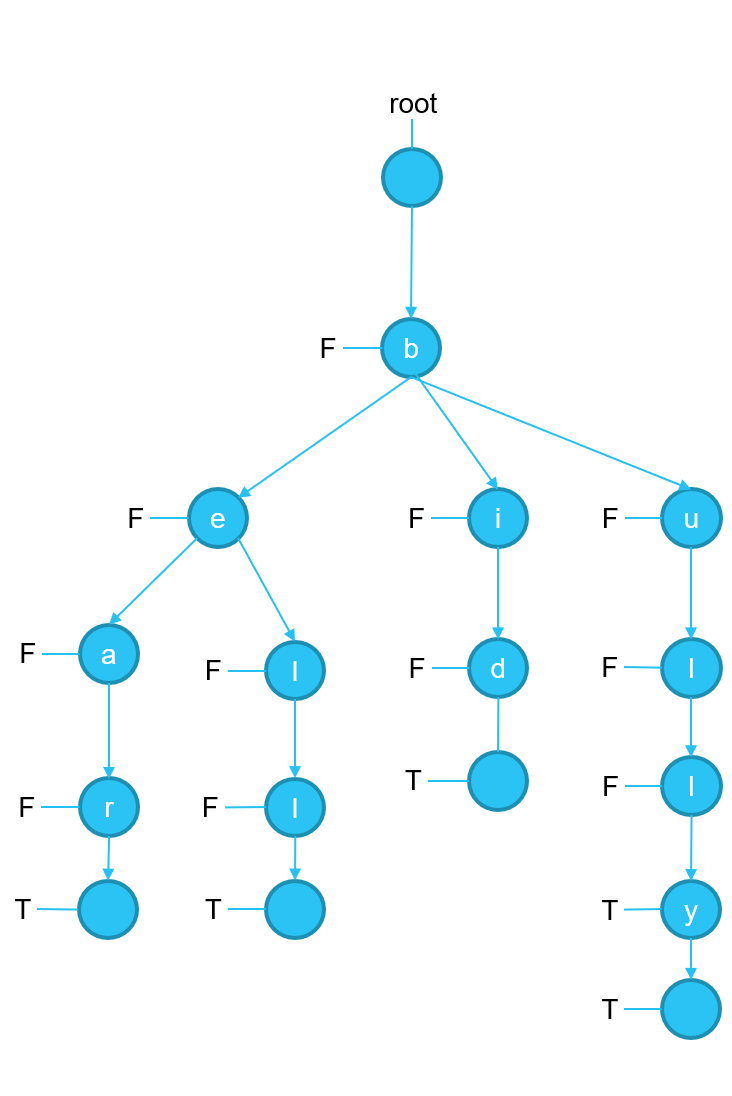 root
F b
F e F i F u
F a F l F d F l
F r F l T F l
T T T y
T